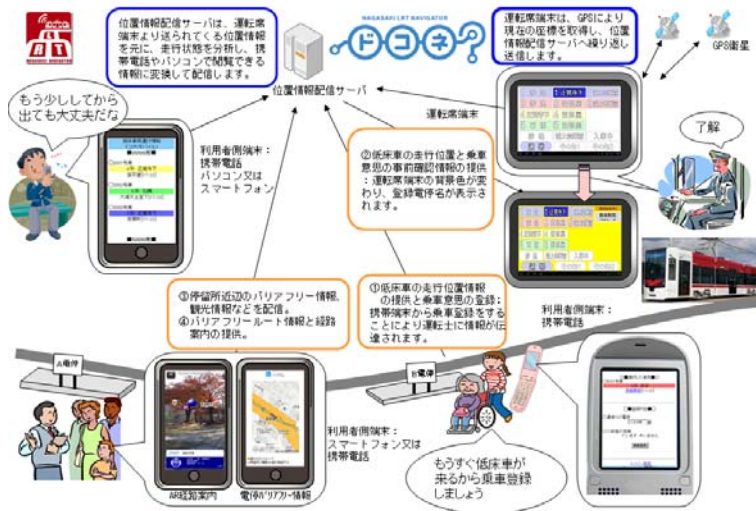 NAGASAKI LRT NAVIGATOR
ドコネ?
LRT
位置情報配信サーバは、運転席
端末より送られてくる位置情報
を元に、走行状態を分析し、携
帯電話やパソコンで閲覧できる
情報に変換して配信します。
位置情報配信サーバ
運転席端末は、GPSにより
現在の座標を取得し、位置
情報配信サーバへ繰り返し
送信します。
GPS衛星
運転席端末
もう少ししてから
出ても大丈夫だな
利用者側端末:
携帯電話
パソコン又は
スマートフォン
②低床車の走行位置と乗車
意思の事前確認情報の提供
:運転席端末の背景色が変
わり、登録電停名が表示さ
れます。
了解
③停留所近辺のバリアフリー情報、
観光情報などを配信。
④バリアフリールート情報と経路
案内の提供。
①低床車の走行位置情報
の提供と乗車意思の登録:
携帯端末から乗車登録をする
ことにより運転士に情報が伝
達されます。
利用者側端末:
携帯電話
A電停
B電停
利用者側端末:
スマートフォン又は
携帯電話
もうすぐ低床車が
来るから乗車登録
しましょう
AR経路案内
電停バリアフリー情報